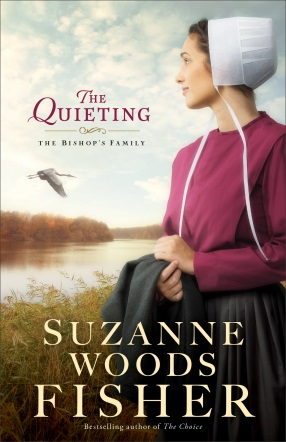 The
Quieting
The Bishop's Family
Suzanne
Woods
Fisher
Bestselling author of The Choice